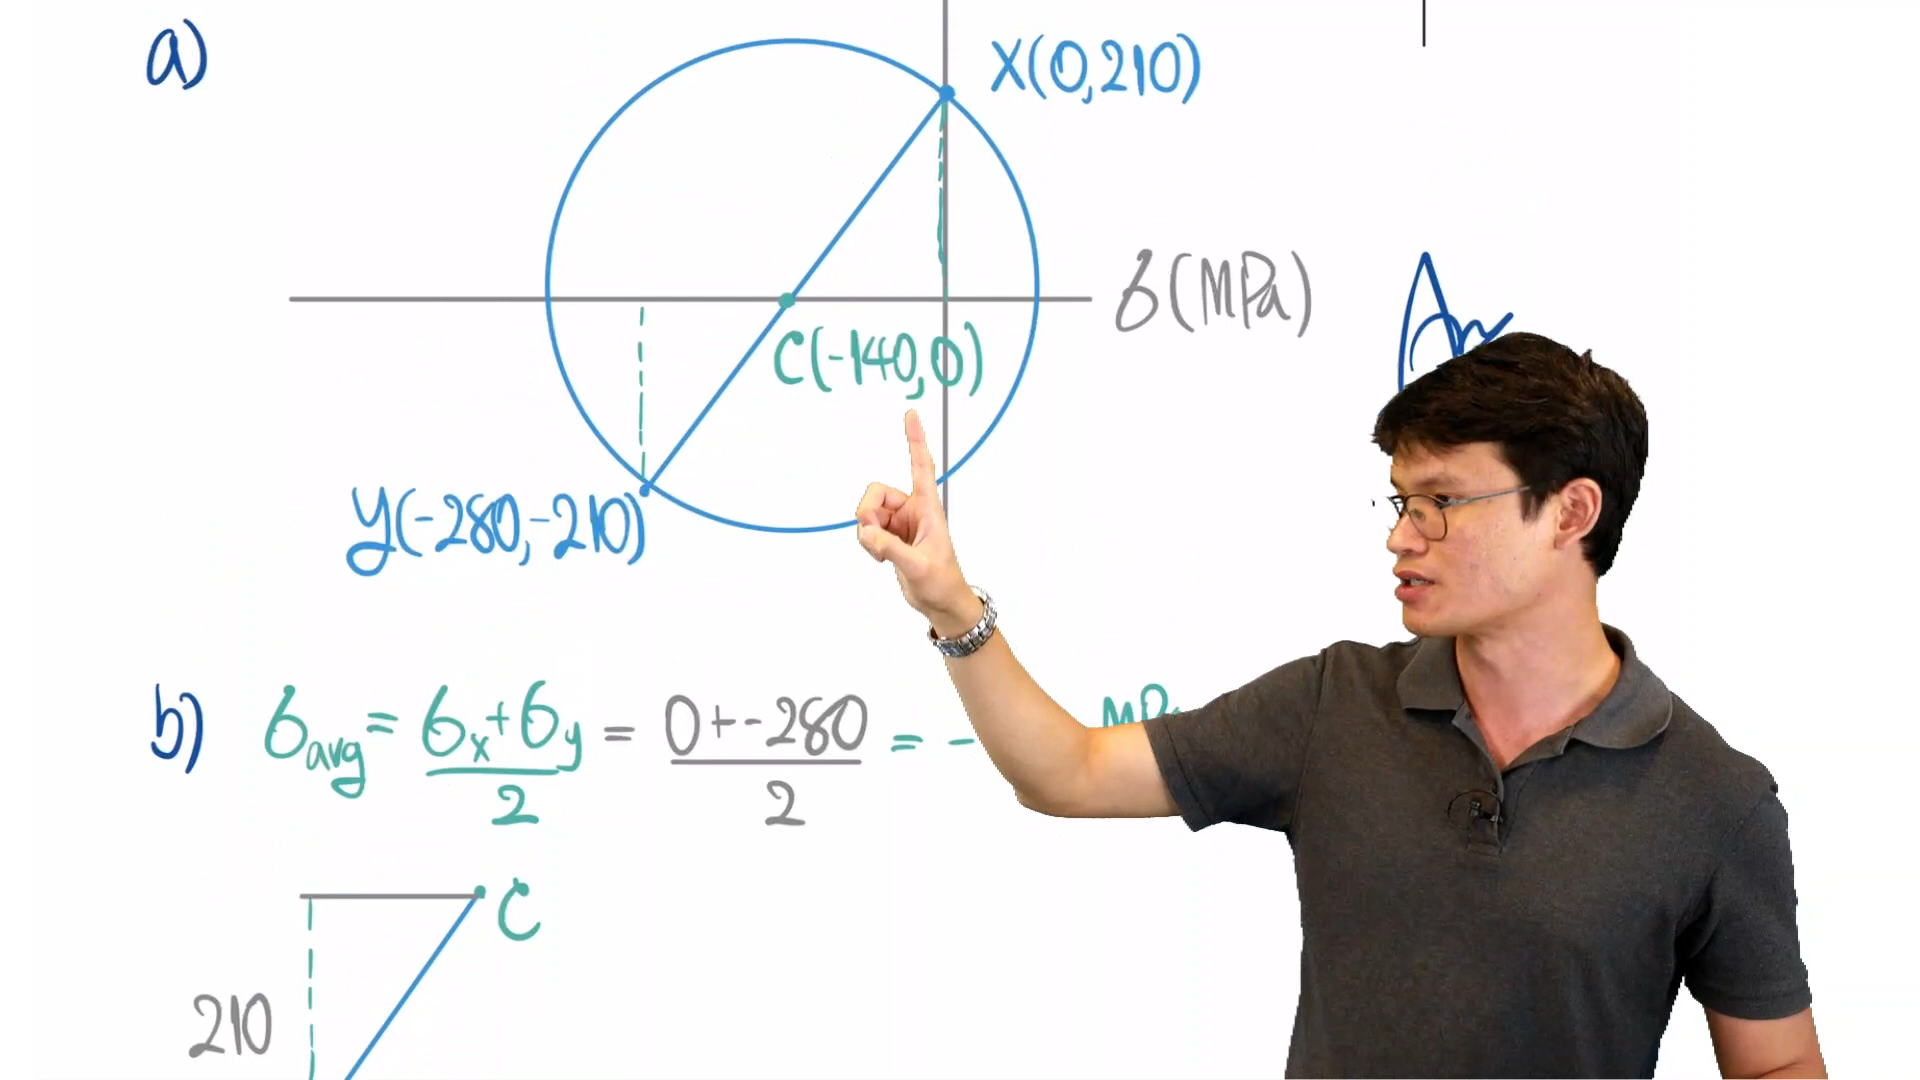 a)
X(0,210)
σ(MPa)
C(-140,0)
y(-280,-210)
b) σavg = σx+σy / 2 = 0+-280 / 2 = -
C
210